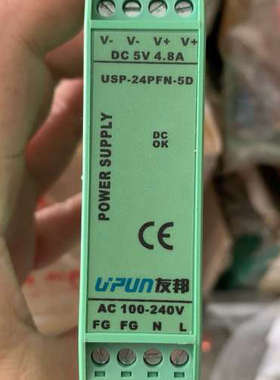 V- V- V+ V+
DC 5V 4.8A
USP-24PFN-5D
DC
OK
POWER SUPPLY
CE
UPUN友邦
AC 100-240V
FG FG N L